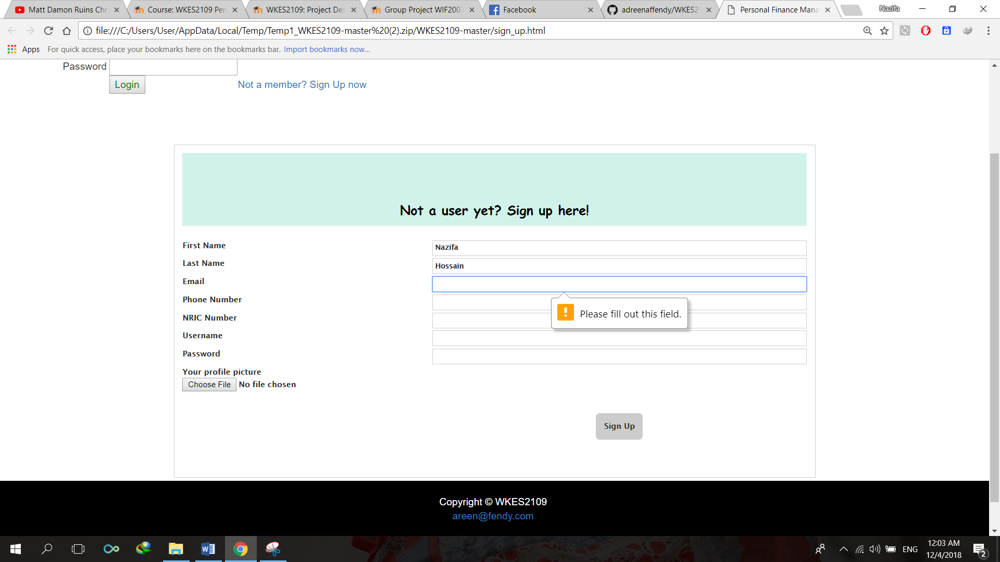 Matt Damon Ruins Chr
Course: WKES2109 Pen
WKES2109: Project Des
Group Project WIF2003
Facebook
adreenaffendy/WKES2
Personal Finance Mana
Nazifa
file:///C:/Users/User/AppData/Local/Temp/Temp1_WKES2109-master%20(2).zip/WKES2109-master/sign_up.html
Apps For quick access, place your bookmarks here on the bookmarks bar. Import bookmarks now...
Password
Login Not a member? Sign Up now
Not a user yet? Sign up here!
First Name Nazifa
Last Name Hossain
Email
Phone Number
Please fill out this field.
NRIC Number
Username
Password
Your profile picture
Choose File No file chosen
Sign Up
Copyright © WKES2109
areen@fendy.com
ENG
12:03 AM
12/4/2018
2